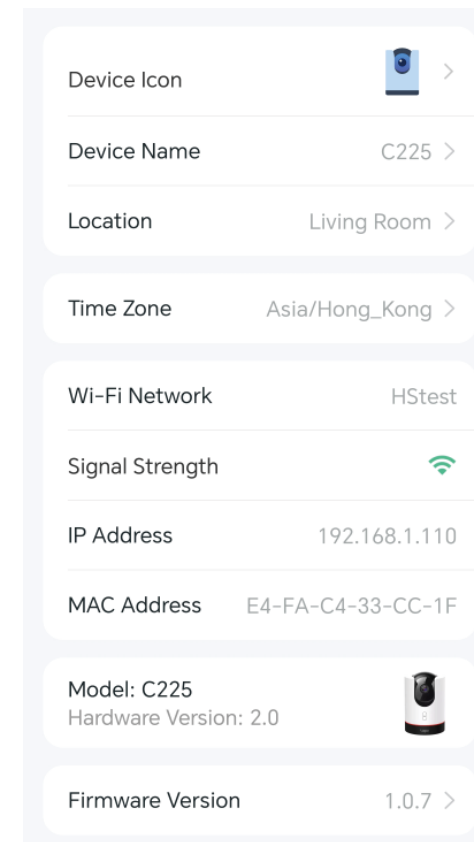 Device Icon
Device Name C225
Location Living Room
Time Zone Asia/Hong_Kong
Wi-Fi Network HStest
Signal Strength
IP Address 192.168.1.110
MAC Address E4-FA-C4-33-CC-1F
Model: C225
Hardware Version: 2.0
Firmware Version 1.0.7